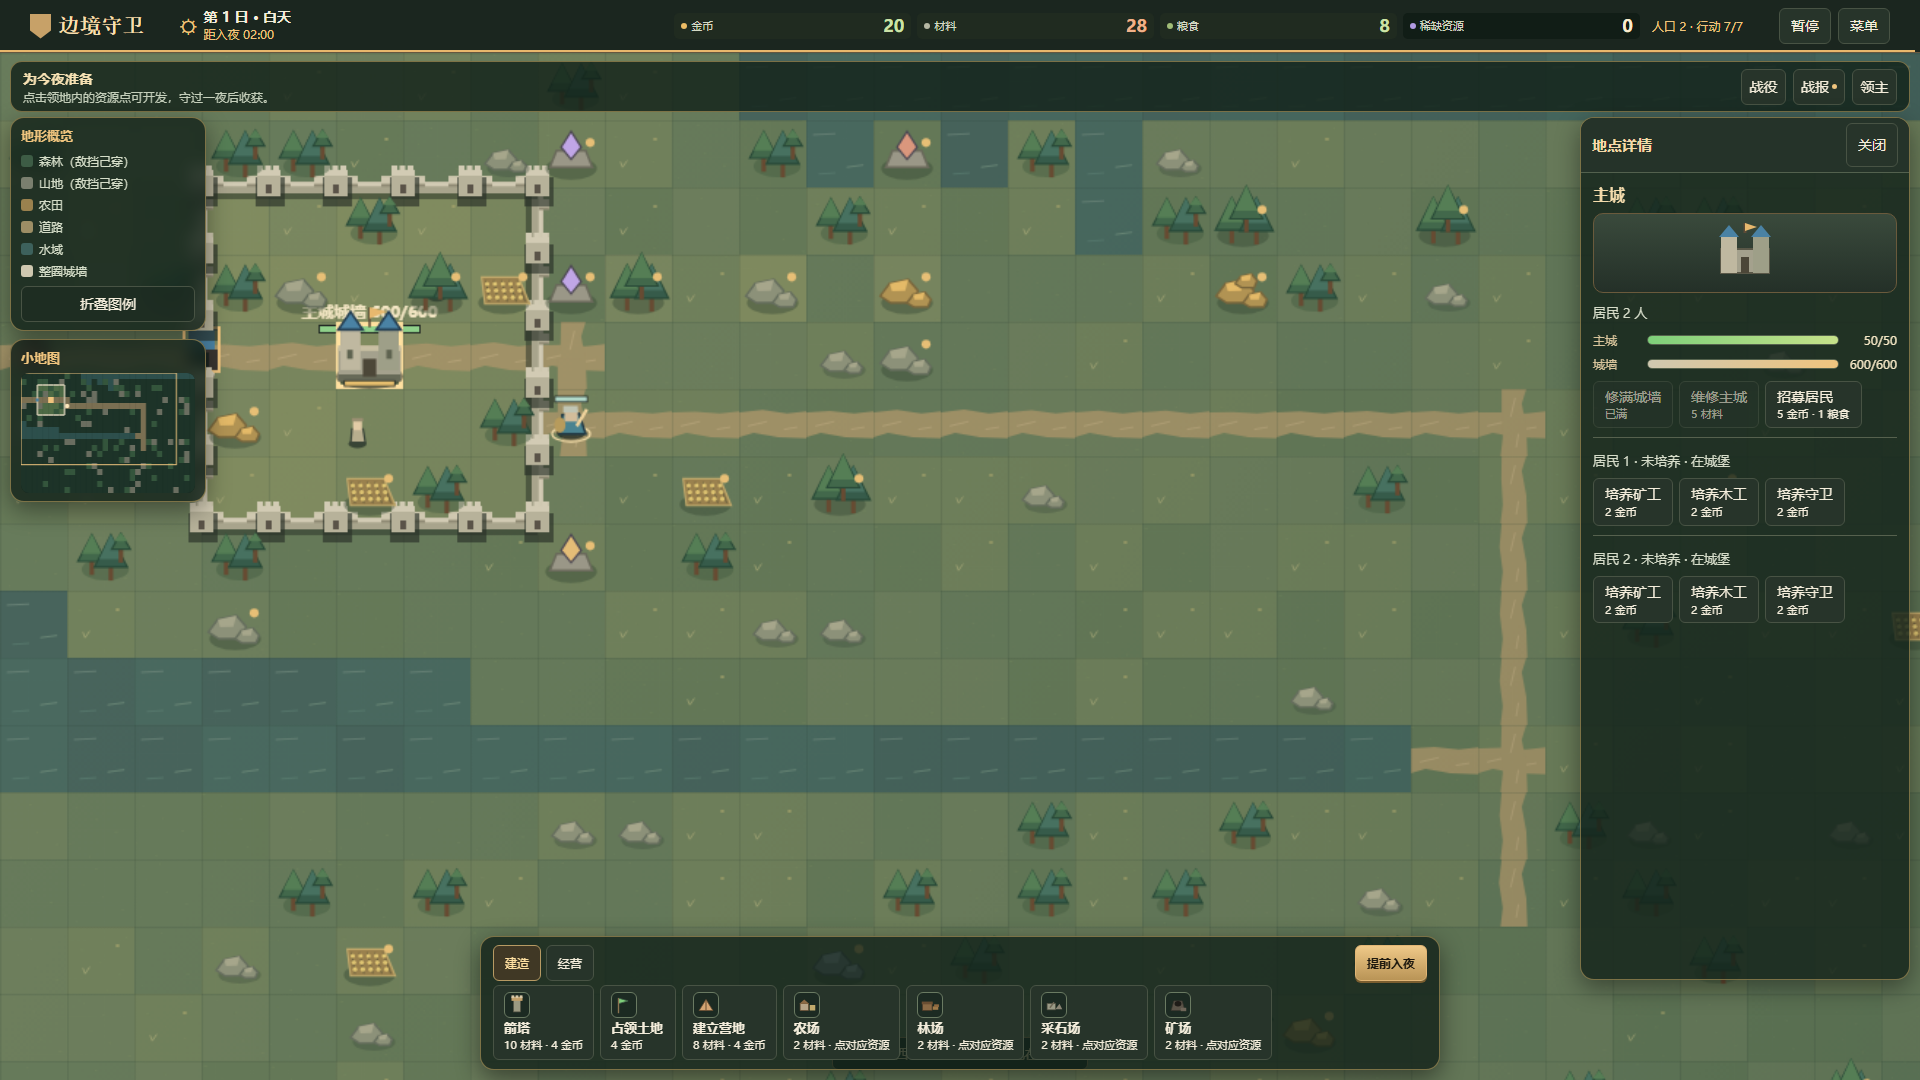 边境守卫
第 1 日 • 白天
距入夜 02:00
金币 20
材料 28
粮食 8
稀缺资源 0
人口 2 · 行动 7/7
暂停
菜单
为今夜准备
点击领地内的资源点可开发，守过一夜后收获。
战役
战报
领主
地形概览
森林（敌挡己穿）
山地（敌挡己穿）
农田
道路
水域
整圈城墙
折叠图例
小地图
主城城墙 600/600
地点详情
关闭
主城
居民 2 人
主城 50/50
城墙 600/600
修满城墙
已满
维修主城
5 材料
招募居民
5 金币 · 1 粮食
居民 1 · 未培养 · 在城堡
培养矿工
2 金币
培养木工
2 金币
培养守卫
2 金币
居民 2 · 未培养 · 在城堡
培养矿工
2 金币
培养木工
2 金币
培养守卫
2 金币
建造
经营
提前入夜
箭塔
10 材料 · 4 金币
占领土地
4 金币
建立营地
8 材料 · 4 金币
农场
2 材料 · 点对应资源
林场
2 材料 · 点对应资源
采石场
2 材料 · 点对应资源
矿场
2 材料 · 点对应资源